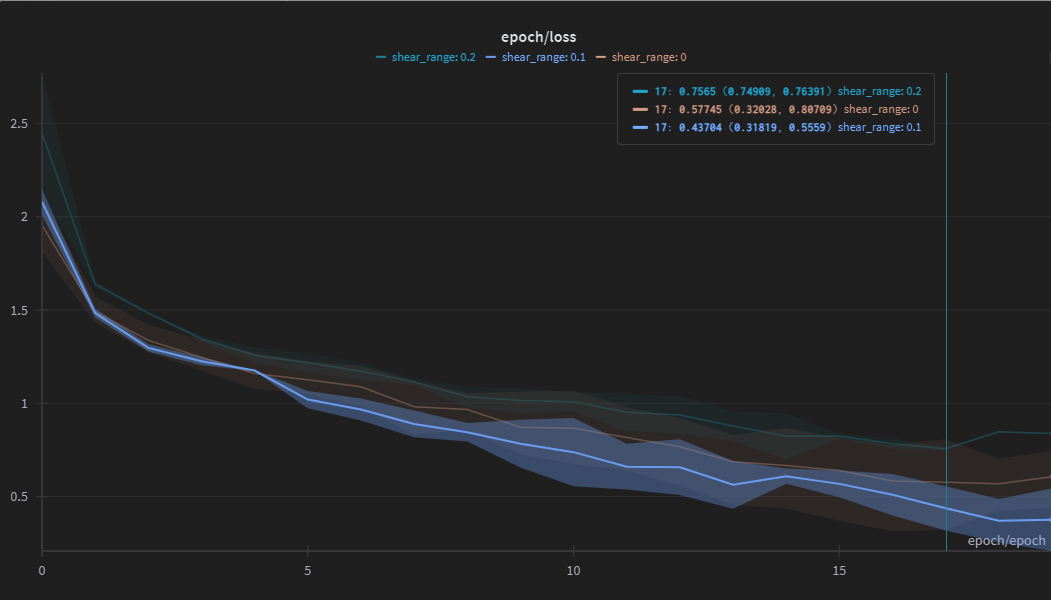 epoch/loss
shear_range: 0.2 shear_range: 0.1 shear_range: 0
17: 0.7565 (0.74909, 0.76391) shear_range: 0.2
17: 0.57745 (0.32028, 0.80709) shear_range: 0
17: 0.43704 (0.31819, 0.5559) shear_range: 0.1
2.5
2
1.5
1
0.5
epoch/epoch
0 5 10 15